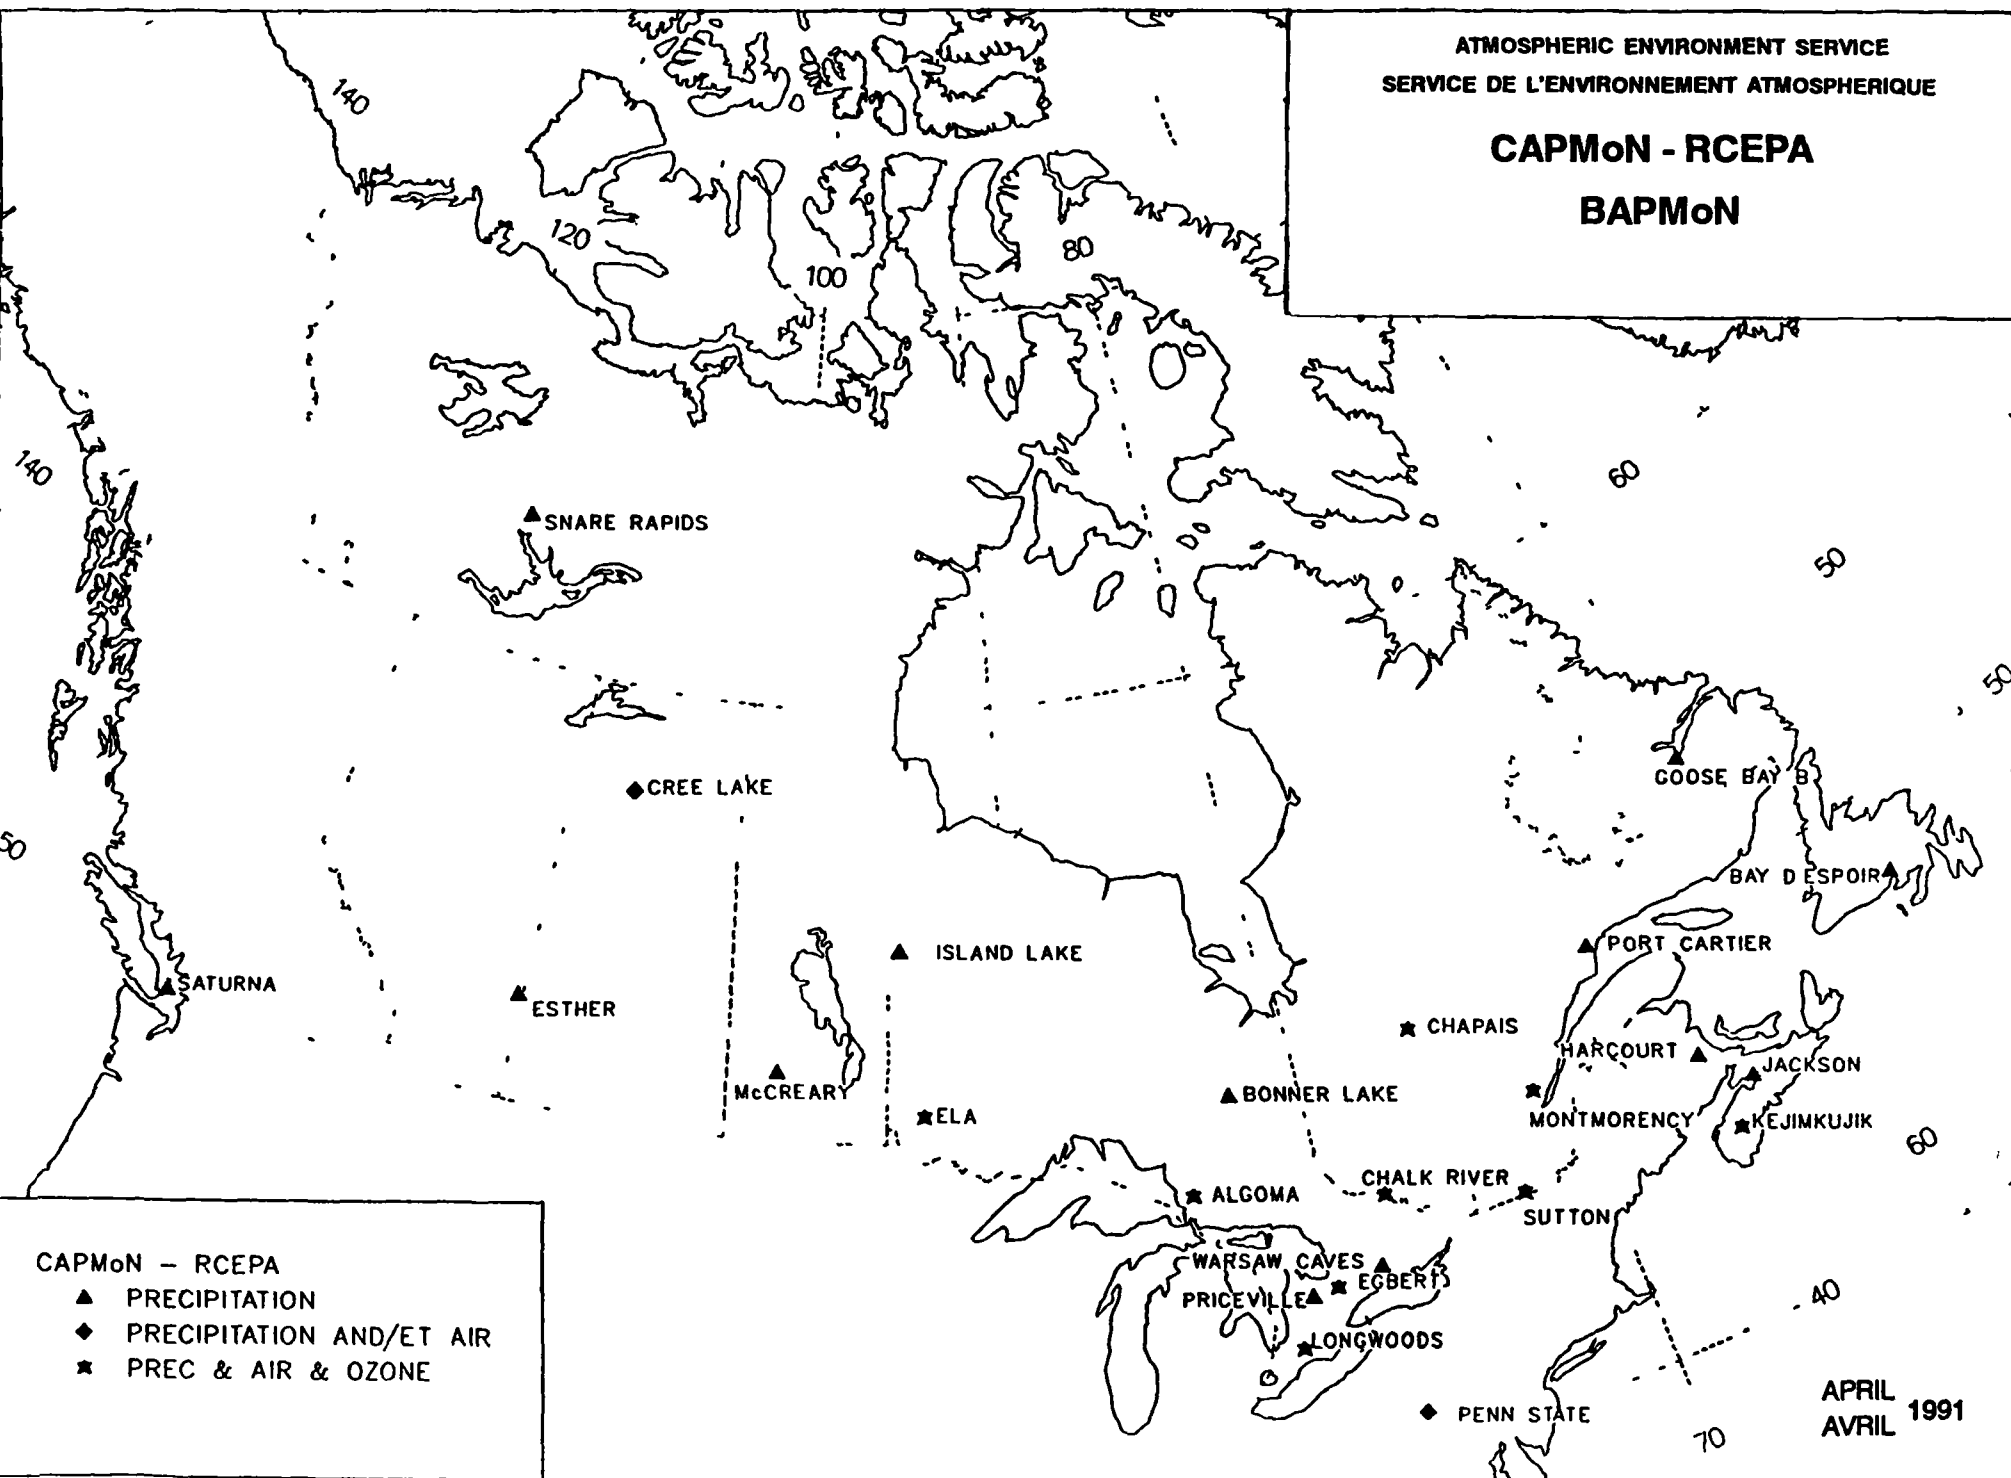 ATMOSPHERIC ENVIRONMENT SERVICE
SERVICE DE L'ENVIRONNEMENT ATMOSPHERIQUE
CAPMoN - RCEPA
BAPMoN
140
120
100
80
140
60
50
50
50
SNARE RAPIDS
CREE LAKE
GOOSE BAY B
BAY D ESPOIR
PORT CARTIER
ISLAND LAKE
SATURNA
ESTHER
CHAPAIS
HARCOURT
JACKSON
McCREARY
BONNER LAKE
ELA
MONTMORENCY
KEJIMKUJIK
60
CHALK RIVER
ALGOMA
SUTTON
WARSAW CAVES
EGBERT
PRICEVILLE
LONGWOODS
40
PENN STATE
70
CAPMoN - RCEPA
PRECIPITATION
PRECIPITATION AND/ET AIR
PREC & AIR & OZONE
APRIL
AVRIL 1991